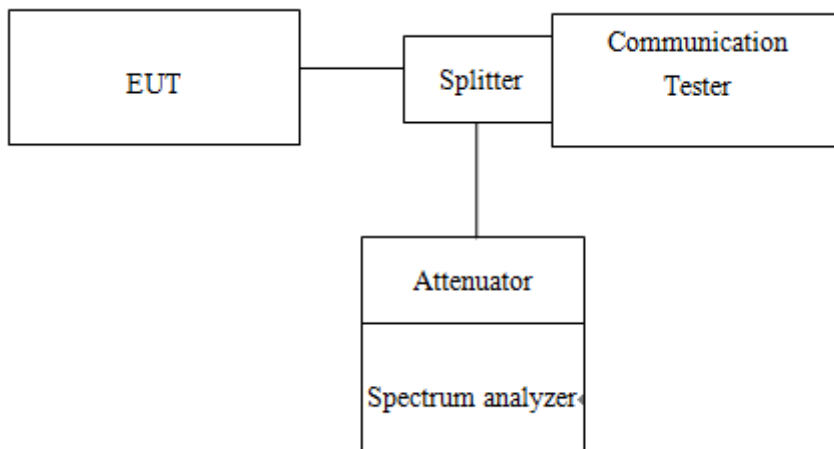 EUT
Splitter
Communication
Tester
Attenuator
Spectrum analyzer